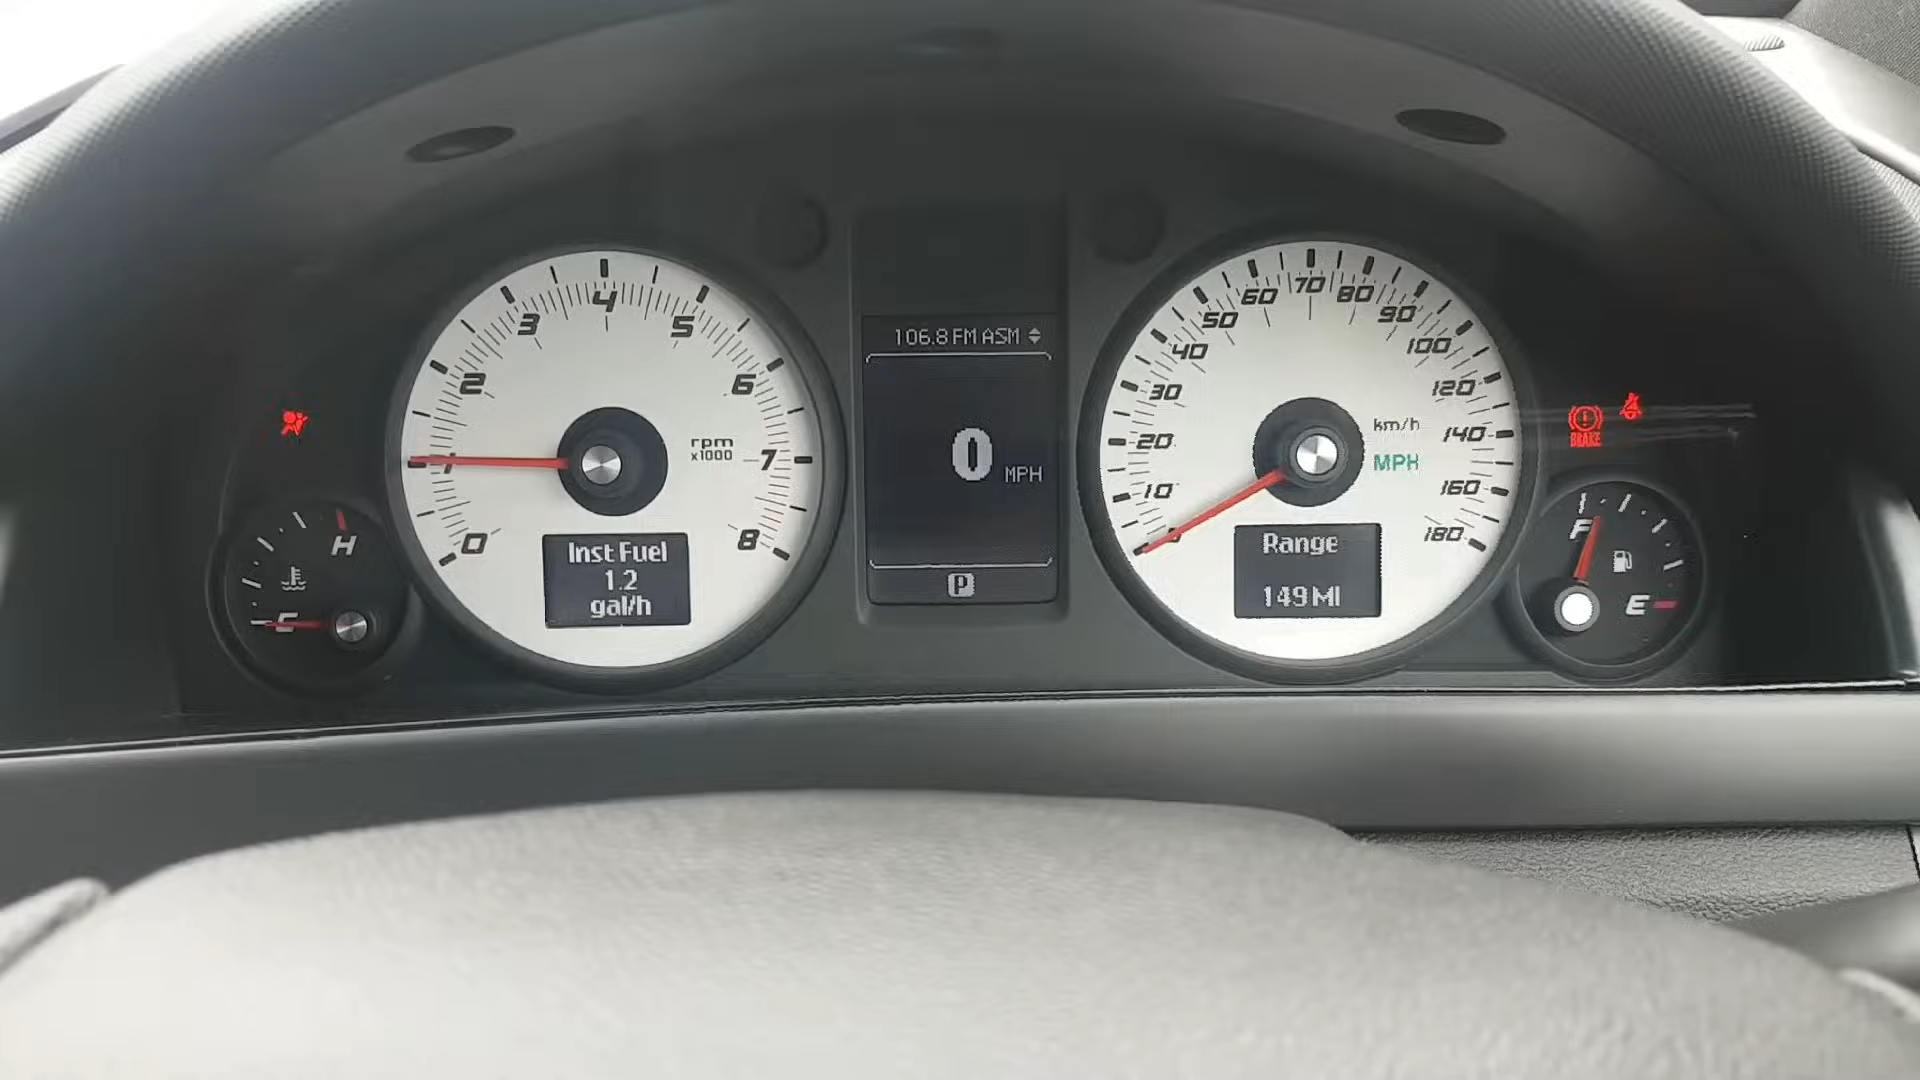 106.8 FM ASM
0 MPH
P
0
1
2
3
4
5
6
7
8
rpm
x1000
Inst Fuel
1.2
gal/h
10
20
30
40
50
60
70
80
90
100
120
140
160
180
km/h
MPH
Range
149 MI
H
C
BRAKE
F
E